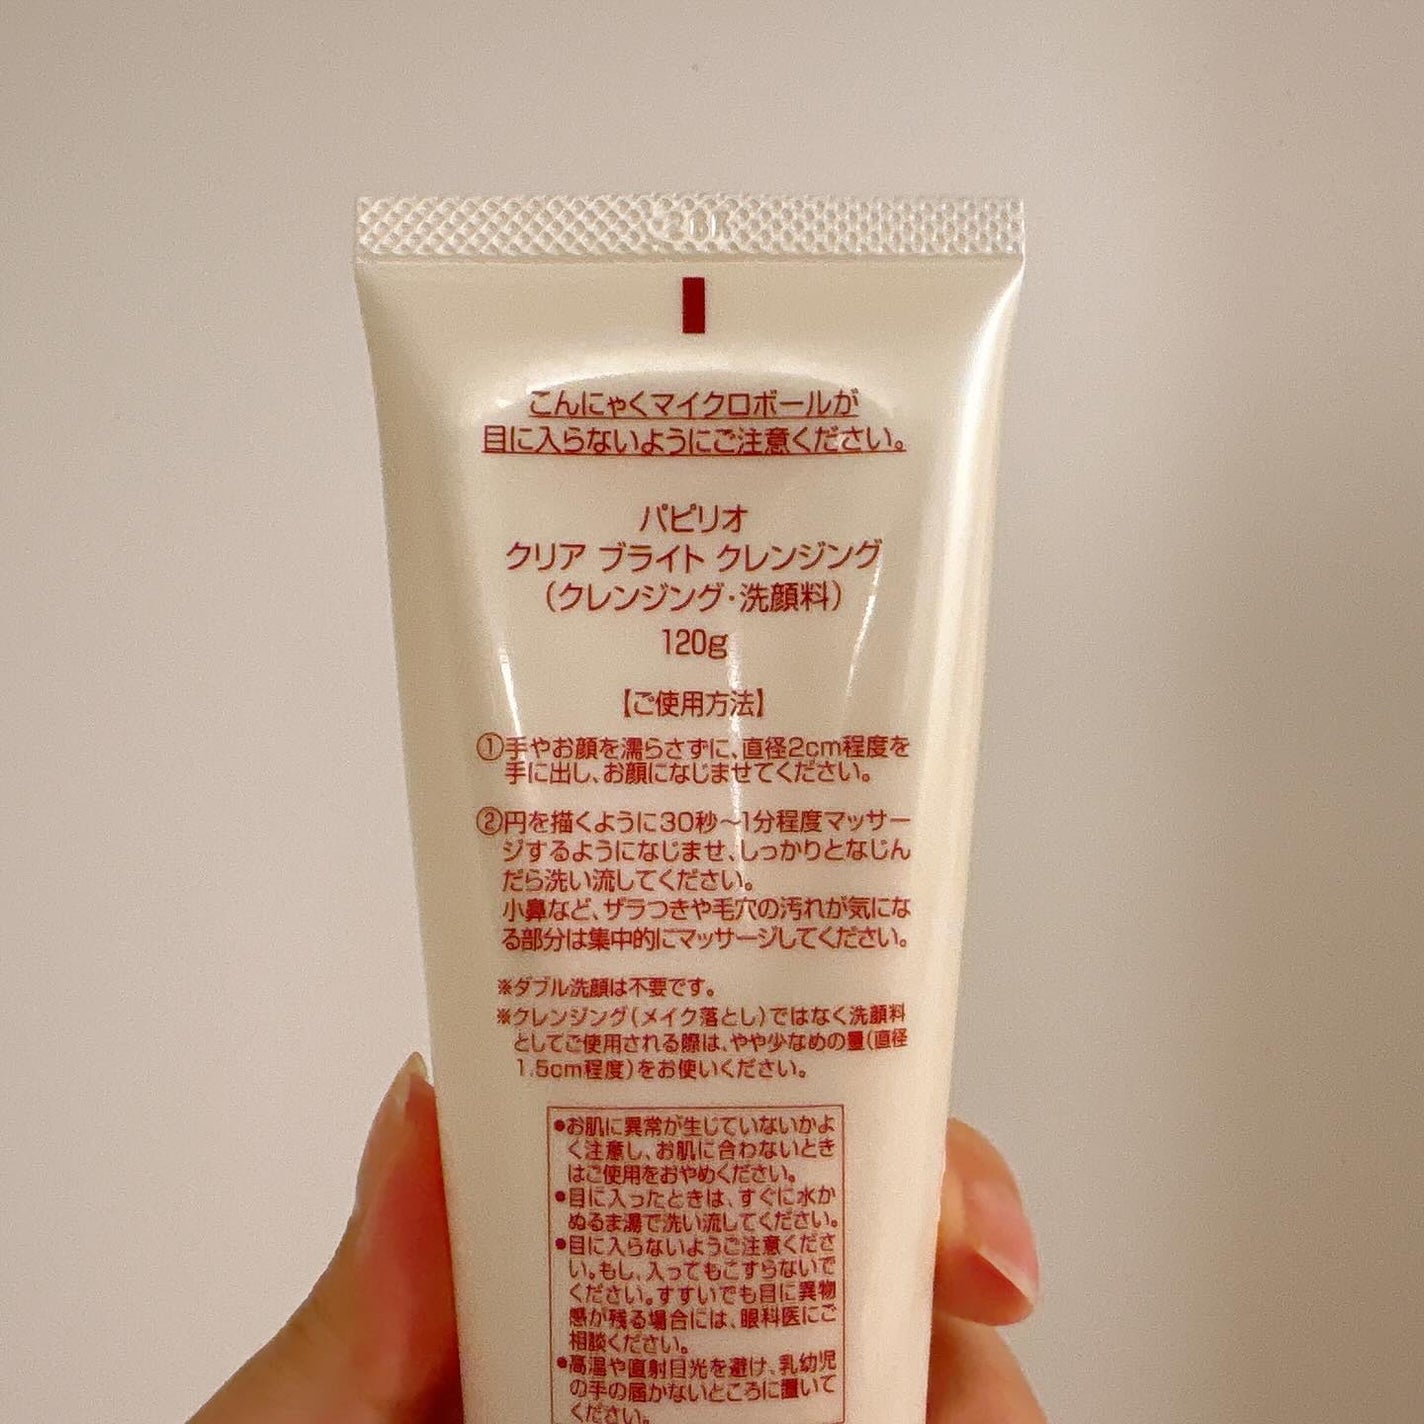 こんにゃくマイクロボールが
目に入らないようにご注意ください。
パピリオ
クリア ブライト クレンジング
(クレンジング・洗顔料)
120g
【ご使用方法】
①手やお顔を濡らさずに、直径2cm程度を
手に出し、お顔になじませてください。
②円を描くように30秒〜1分程度マッサー
ジするようになじませ、しっかりとなじん
だら洗い流してください。
小鼻など、ザラつきや毛穴の汚れが気にな
る部分は集中的にマッサージしてください。
※ダブル洗顔は不要です。
※クレンジング(メイク落とし)ではなく洗顔料
としてご使用される際は、やや少なめの量(直径
1.5cm程度)をお使いください。
●お肌に異常が生じていないかよ
く注意し、お肌に合わないとき
はご使用をおやめください。
●目に入ったときは、すぐに水か
ぬるま湯で洗い流してください。
●目に入らないようご注意くださ
い。もし、入ってもこすらないで
ください。すすいでも目に異物
感が残る場合には、眼科医にご
相談ください。
●高温や直射日光を避け、乳幼児
の手の届かないところに置いて
ください。